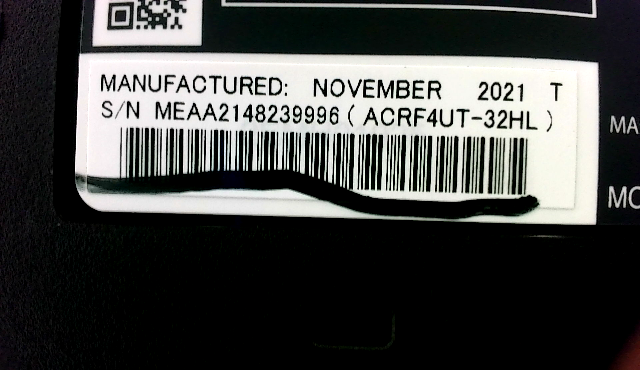 MANUFACTURED: NOVEMBER 2021 T
S/N MEAA2148239996 ( ACRF4UT-32HL )
MA
MO